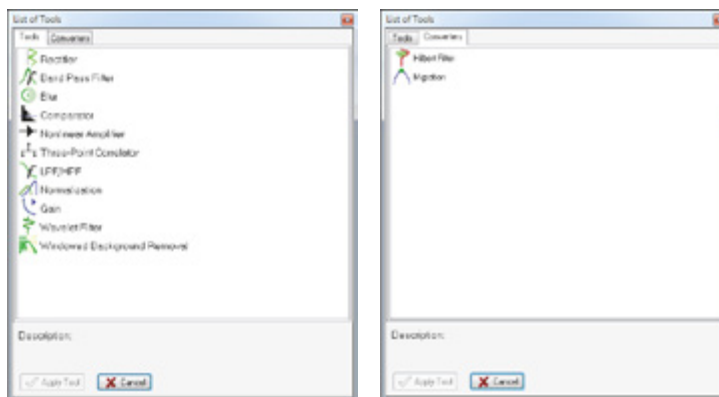 List of Tools
Tools Converters
Rectifier
Band Pass Filter
Blur
Comparator
Nonlinear Amplifier
Three-Point Correlator
LPF/HPF
Normalization
Gain
Wavelet Filter
Windowed Background Removal
Description:
Apply Tool Cancel
List of Tools
Tools Converters
Hilbert Filter
Migration
Description:
Apply Tool Cancel